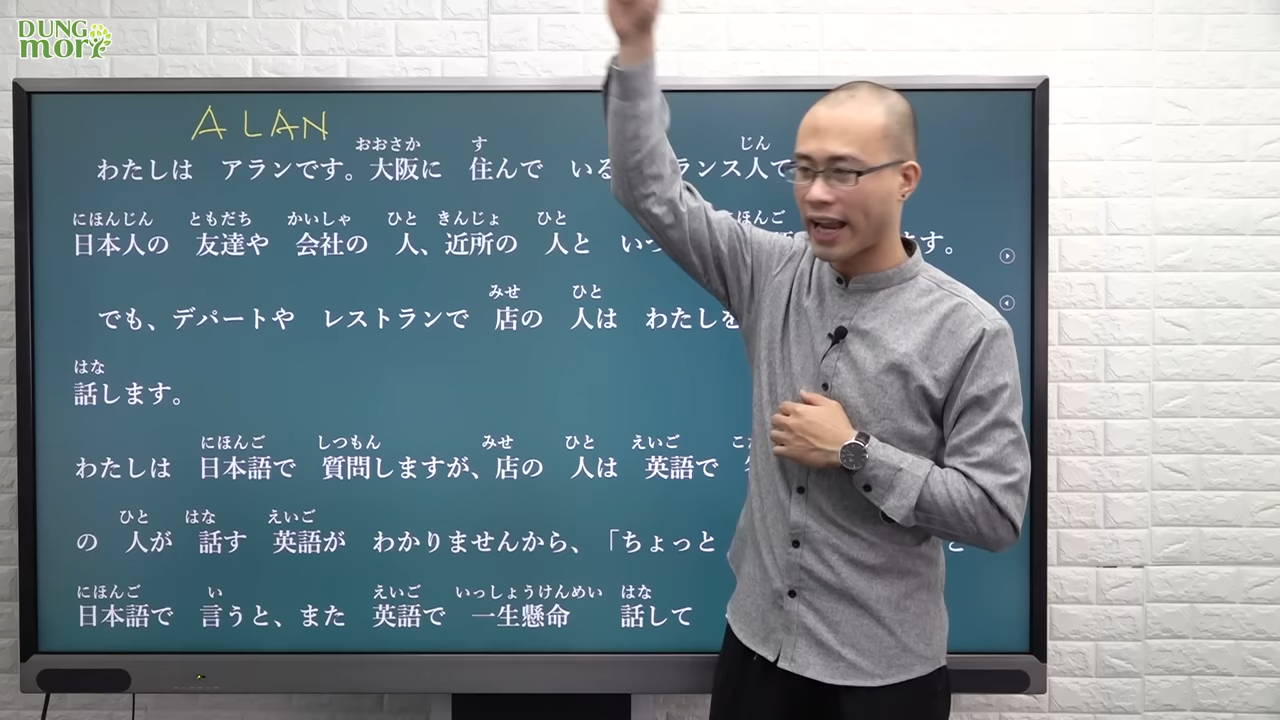 DUNG
mori
ALAN
おおさか す じん
わたしは アランです。大阪に 住んで いる ランス人で
にほんじん ともだち かいしゃ ひと きんじょ ひと ほんご
日本人の 友達や 会社の 人、近所の 人と いつ ます。
みせ ひと
でも、デパートや レストランで 店の 人は わたしを
はな
話します。
にほんご しつもん みせ ひと えいご
わたしは 日本語で 質問しますが、店の 人は 英語で
ひと はな えいご
の 人が 話す 英語が わかりませんから、「ちょっと と
にほんご い えいご いっしょうけんめい はな
日本語で 言うと、また 英語で 一生懸命 話して